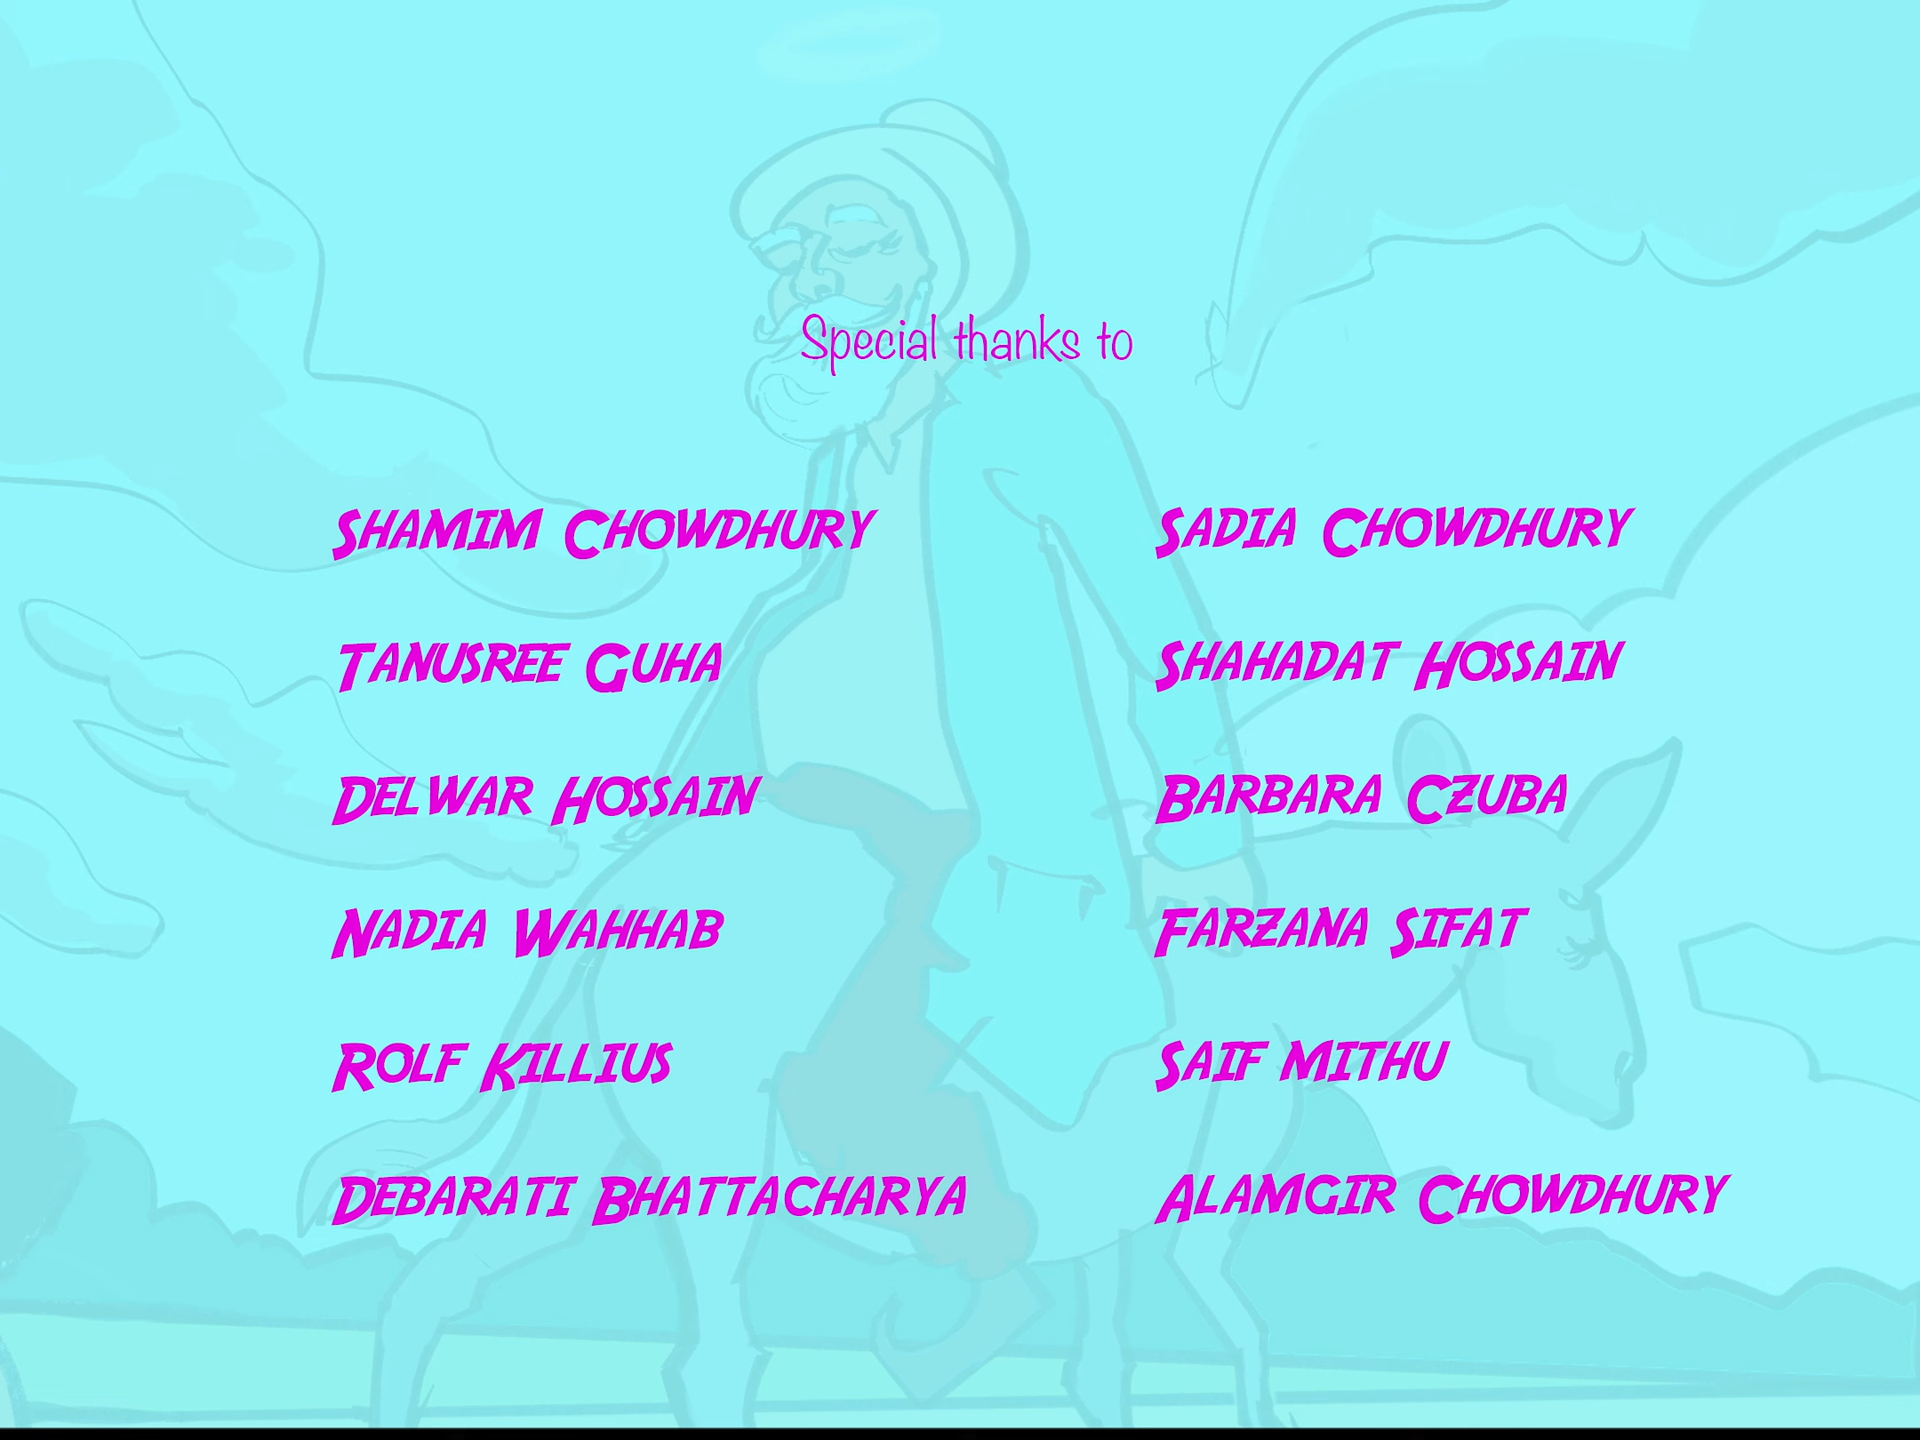 Special thanks to
Shamim Chowdhury
Sadia Chowdhury
Tanusree Guha
Shahadat Hossain
Delwar Hossain
Barbara Czuba
Nadia Wahhab
Farzana Sifat
Rolf Killius
Saif Mithu
Debarati Bhattacharya
Alamgir Chowdhury